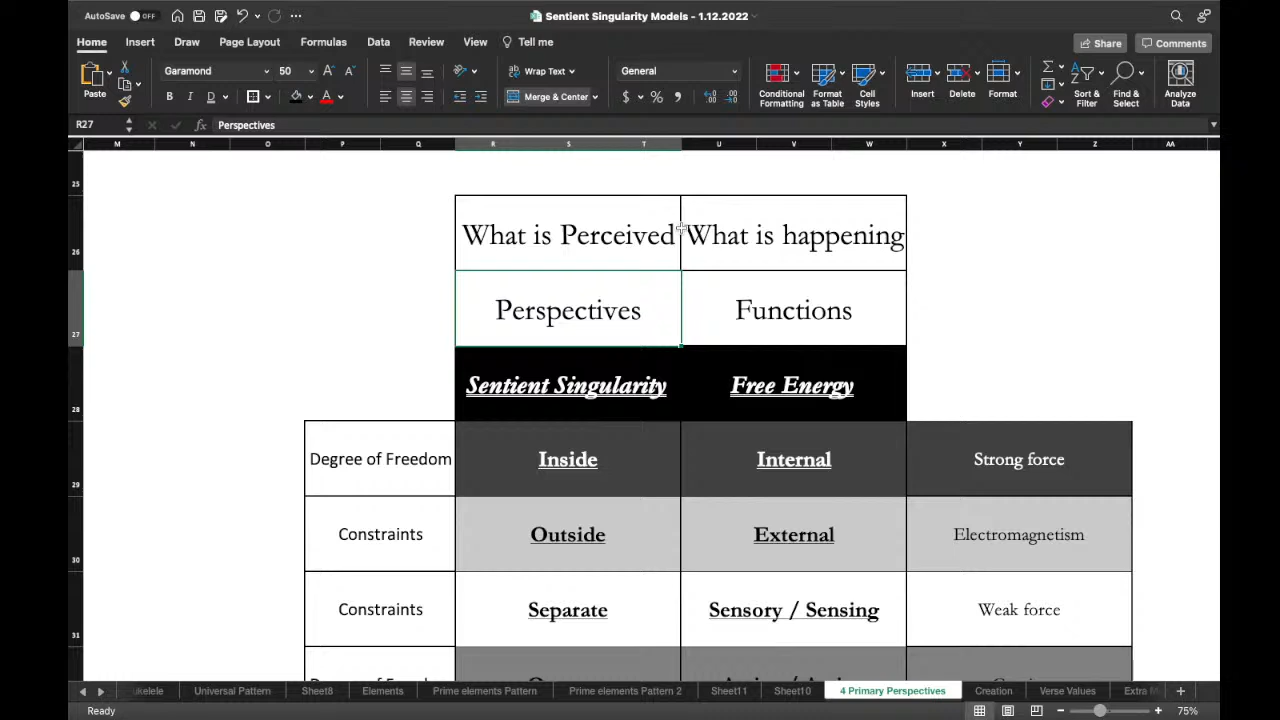 AutoSave OFF
Sentient Singularity Models - 1.12.2022
Home Insert Draw Page Layout Formulas Data Review View Tell me
Share Comments
Paste
Garamond 50
B I D A
Wrap Text
Merge & Center
General
$ %
Conditional Formatting
Format as Table
Cell Styles
Insert Delete Format
Sort & Filter
Find & Select
Analyze Data
R27 fx Perspectives
M N O P Q R S T U V W X Y Z AA
25
26 What is Perceived What is happening
27 Perspectives Functions
28 Sentient Singularity Free Energy
29 Degree of Freedom Inside Internal Strong force
30 Constraints Outside External Electromagnetism
31 Constraints Separate Sensory / Sensing Weak force
ukelele Universal Pattern Sheet8 Elements Prime elements Pattern Prime elements Pattern 2 Sheet11 Sheet10 4 Primary Perspectives Creation Verse Values Extra
Ready 75%